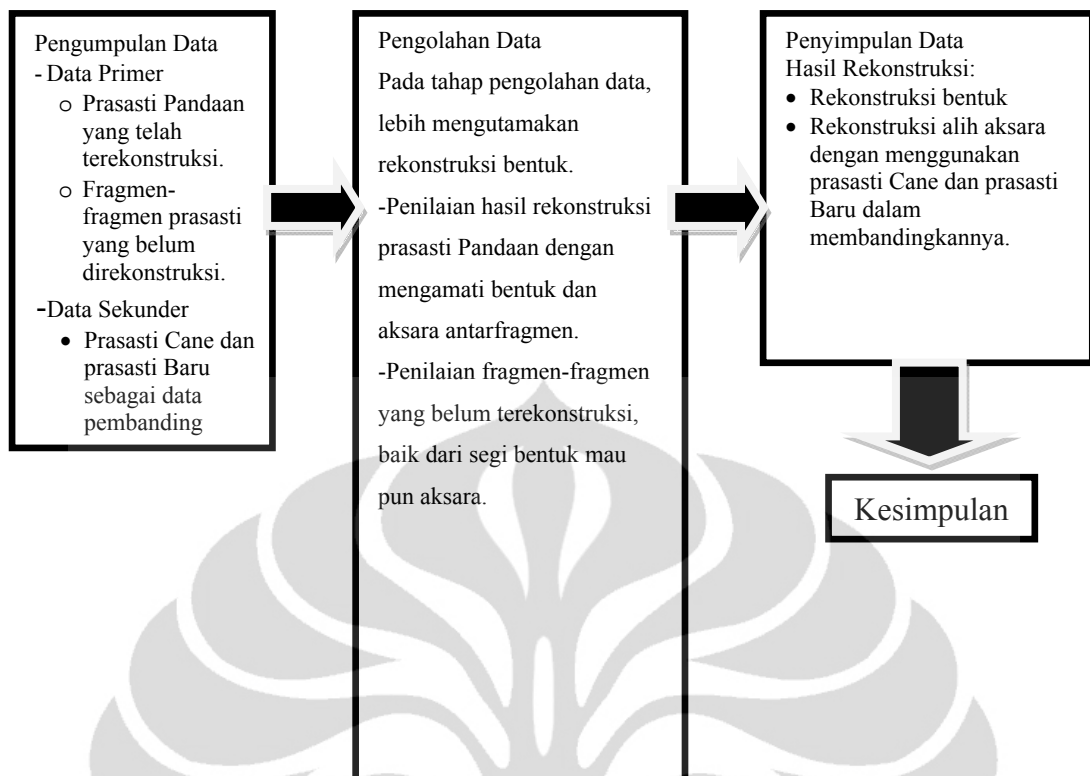 Pengumpulan Data
- Data Primer
o Prasasti Pandaan
yang telah
terekonstruksi.
o Fragmen-
fragmen prasasti
yang belum
direkonstruksi.
-Data Sekunder
• Prasasti Cane dan
prasasti Baru
sebagai data
pembanding
Pengolahan Data
Pada tahap pengolahan data,
lebih mengutamakan
rekonstruksi bentuk.
-Penilaian hasil rekonstruksi
prasasti Pandaan dengan
mengamati bentuk dan
aksara antarfragmen.
-Penilaian fragmen-fragmen
yang belum terekonstruksi,
baik dari segi bentuk mau
pun aksara.
Penyimpulan Data
Hasil Rekonstruksi:
• Rekonstruksi bentuk
• Rekonstruksi alih aksara
dengan menggunakan
prasasti Cane dan prasasti
Baru dalam
membandingkannya.
Kesimpulan